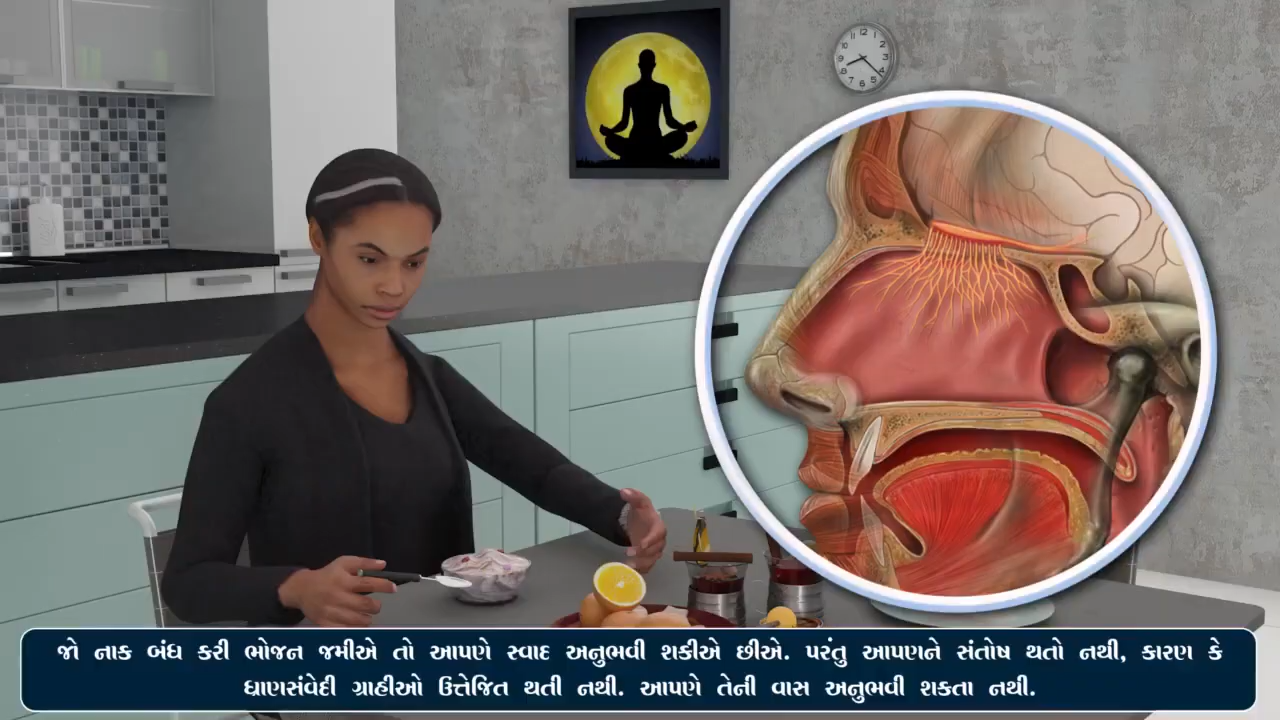 જો નાક બંધ કરી ભોજન જમીએ તો આપણે સ્વાદ અનુભવી શકીએ છીએ. પરંતુ આપણને સંતોષ થતો નથી, કારણ કે
ઘ્રાણસંવેદી ગ્રાહીઓ ઉત્તેજિત થતી નથી. આપણે તેની વાસ અનુભવી શકતા નથી.